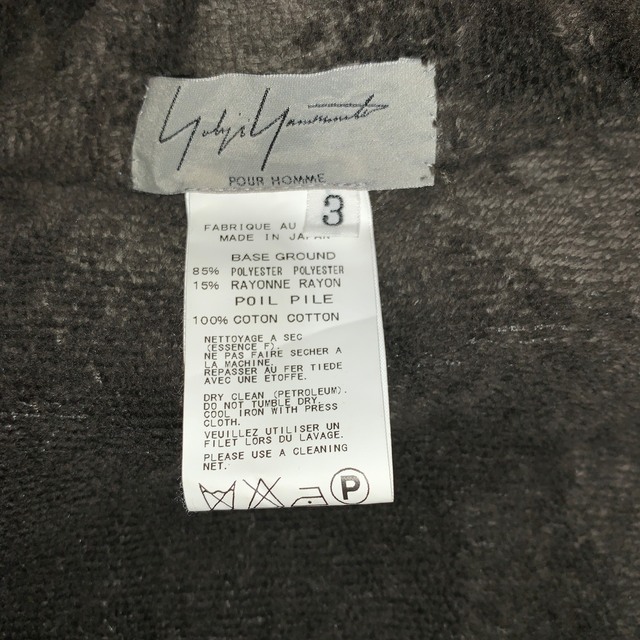 Yohji Yamamoto
POUR HOMME
3
FABRIQUE AU
MADE IN JAPAN
BASE GROUND
85% POLYESTER POLYESTER
15% RAYONNE RAYON
POIL PILE
100% COTON COTTON
NETTOYAGE A SEC
(ESSENCE F).
NE PAS FAIRE SECHER A
LA MACHINE.
REPASSER AU FER TIEDE
AVEC UNE ETOFFE.
DRY CLEAN (PETROLEUM).
DO NOT TUMBLE DRY.
COOL IRON WITH PRESS
CLOTH.
VEUILLEZ UTILISER UN
FILET LORS DU LAVAGE.
PLEASE USE A CLEANING
NET.
P